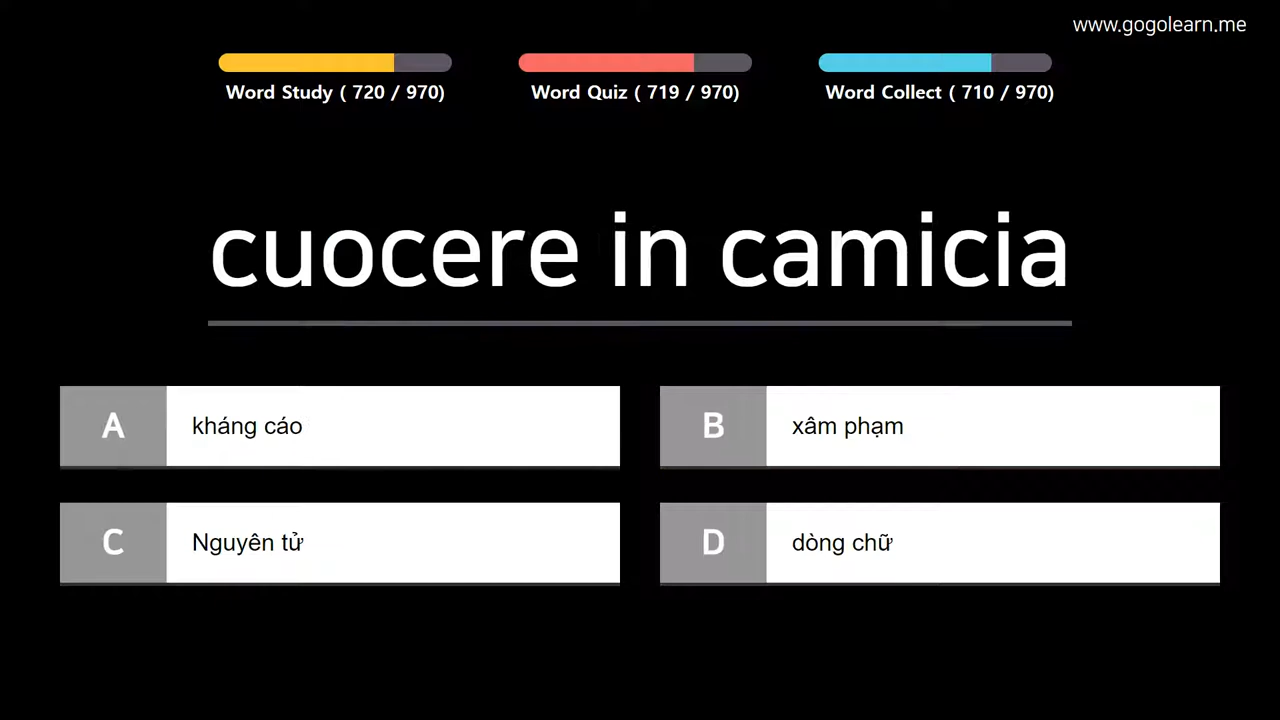 www.gogolearn.me
Word Study ( 720 / 970)
Word Quiz ( 719 / 970)
Word Collect ( 710 / 970)
cuocere in camicia
A
kháng cáo
B
xâm phạm
C
Nguyên tử
D
dòng chữ